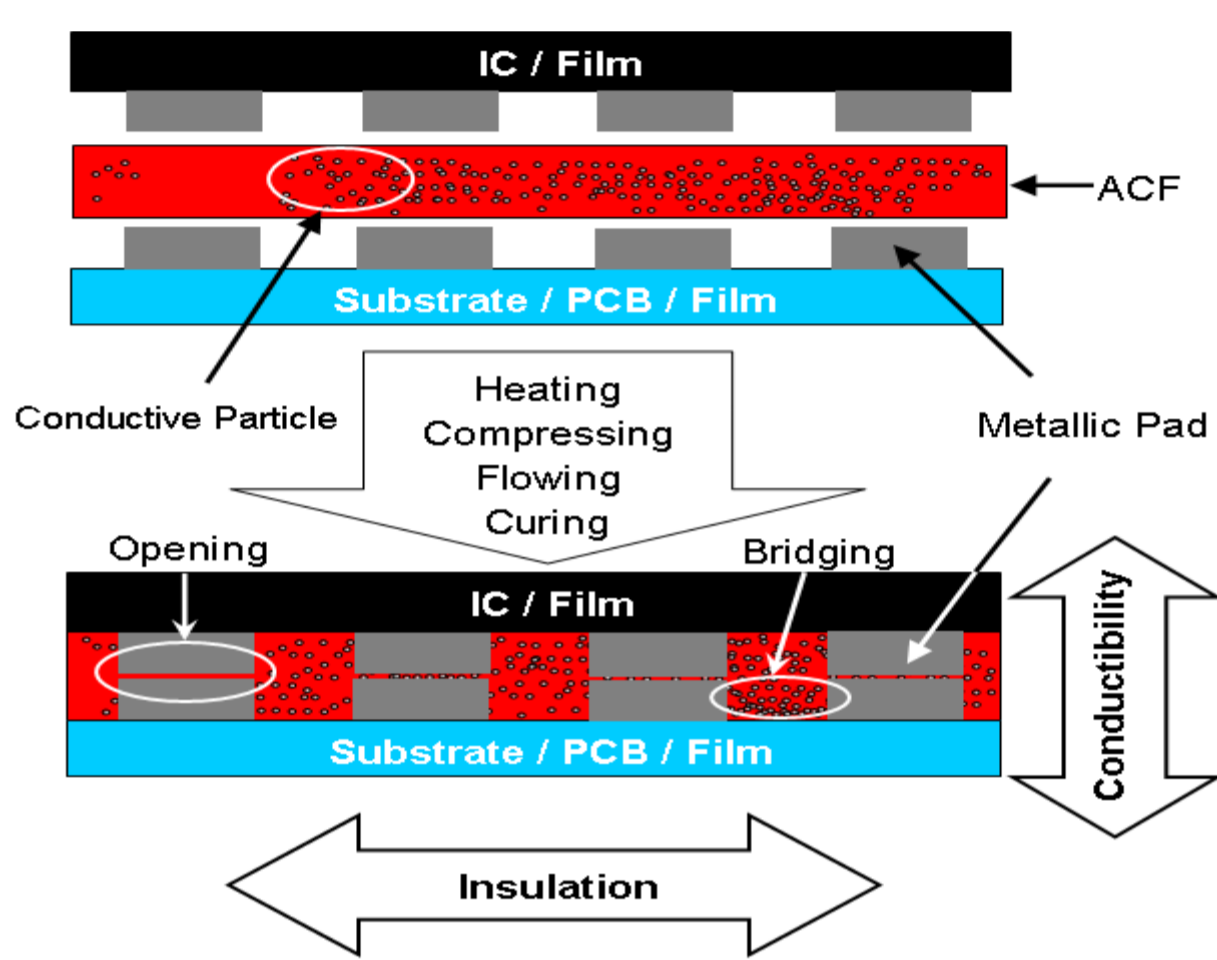 IC / Film
ACF
Substrate / PCB / Film
Conductive Particle
Heating
Compressing
Flowing
Curing
Metallic Pad
Opening
Bridging
IC / Film
Substrate / PCB / Film
Conductibility
Insulation